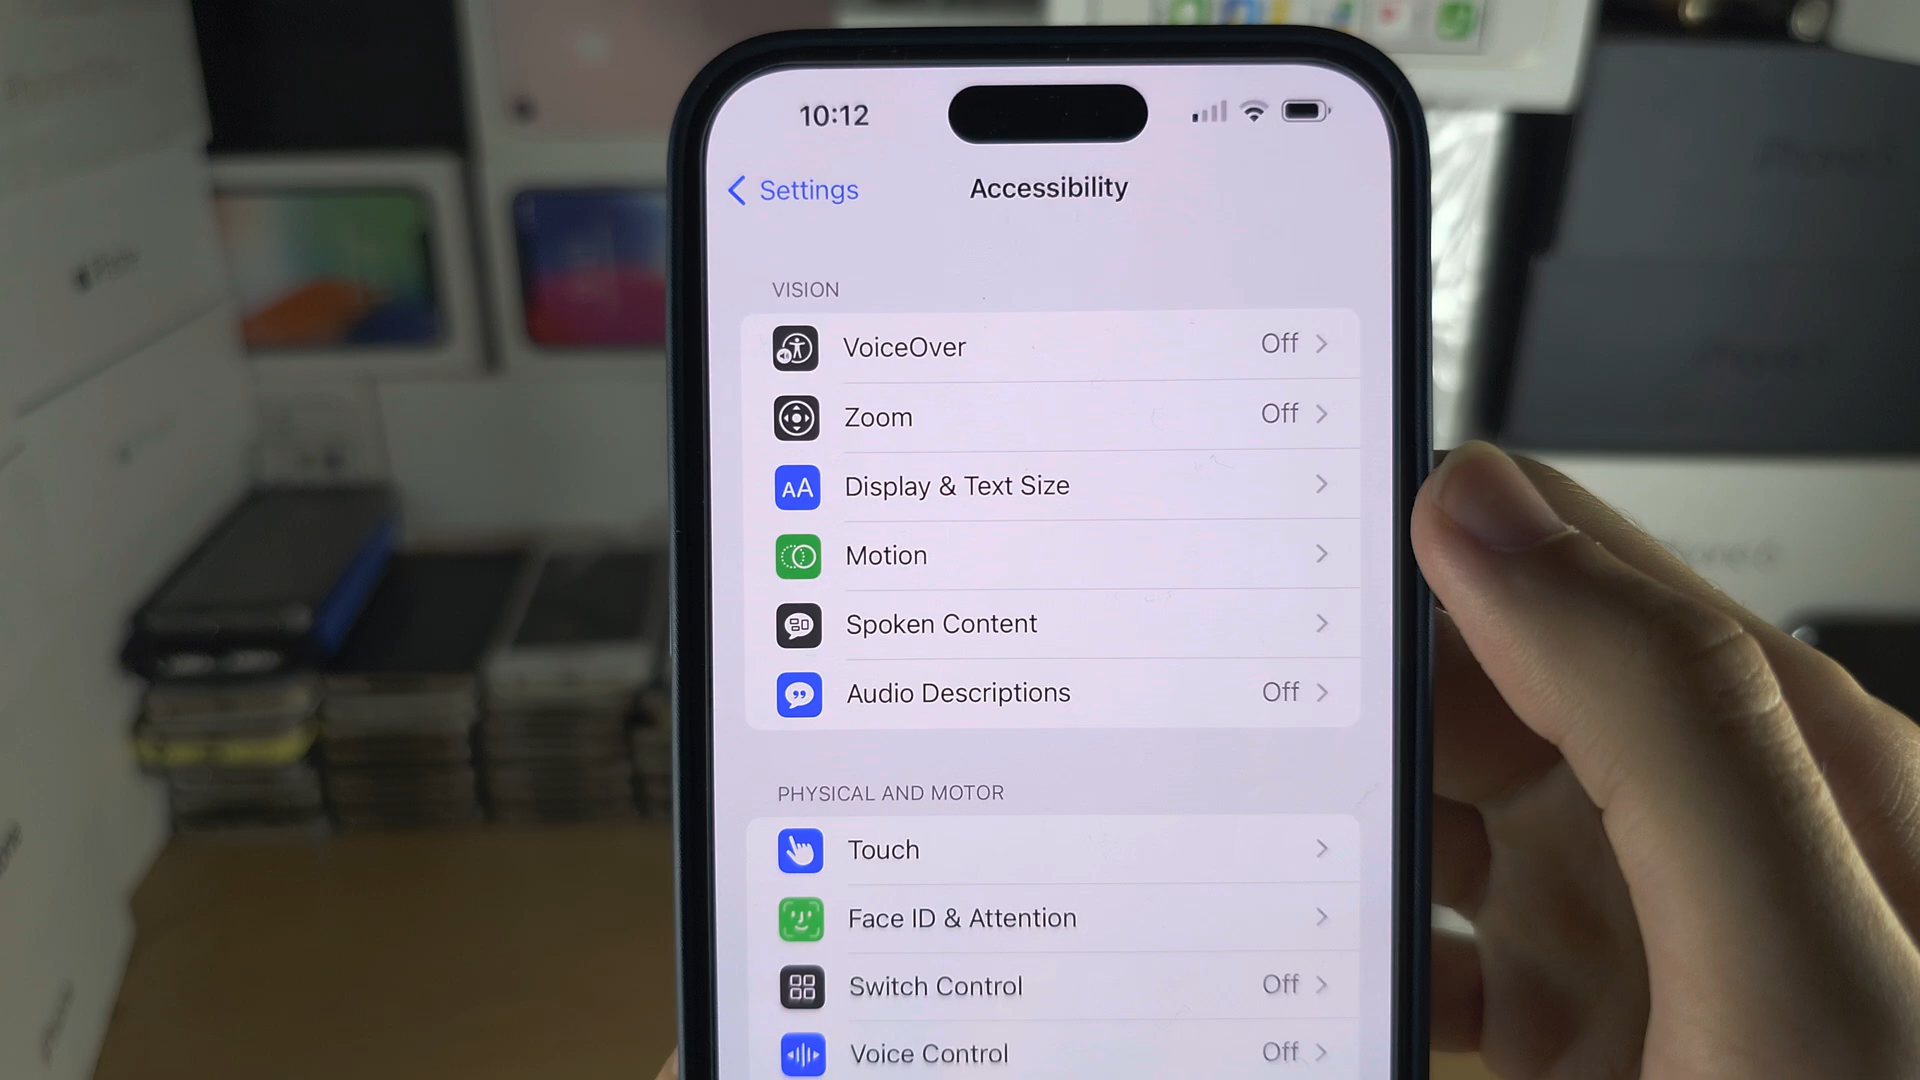 10:12
Settings
Accessibility
VISION
VoiceOver Off
Zoom Off
AA Display & Text Size
Motion
Spoken Content
Audio Descriptions Off
PHYSICAL AND MOTOR
Touch
Face ID & Attention
Switch Control Off
Voice Control Off